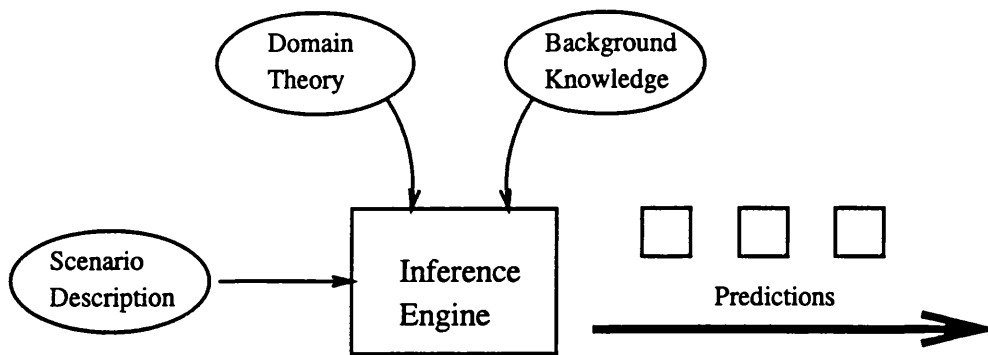 Domain
Theory
Background
Knowledge
Scenario
Description
Inference
Engine
Predictions